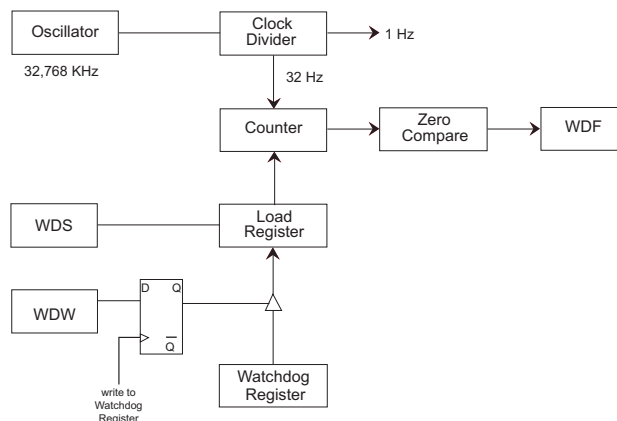 Oscillator
Clock
Divider
1 Hz
32,768 KHz
32 Hz
Counter
Zero
Compare
WDF
WDS
Load
Register
WDW
D
Q
Q
write to
Watchdog
Register
Watchdog
Register